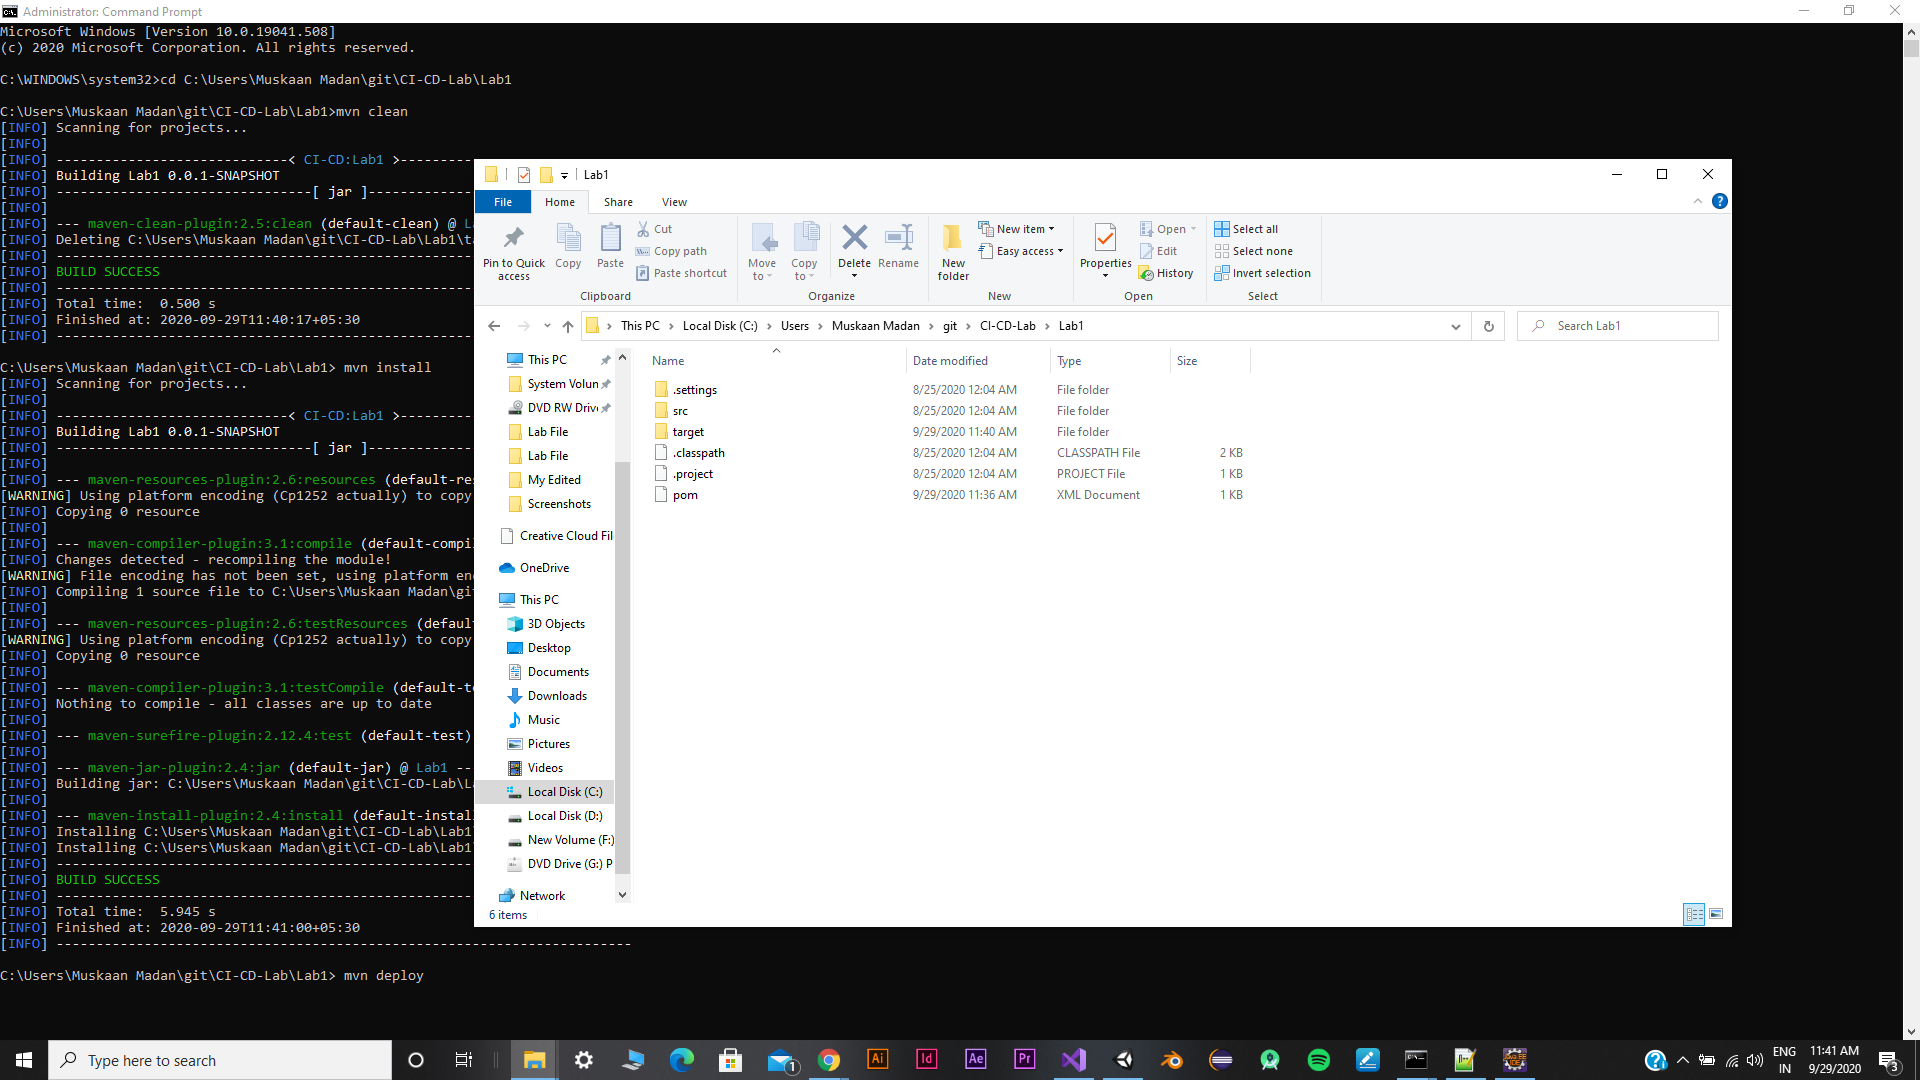 Administrator: Command Prompt
Microsoft Windows [Version 10.0.19041.508]
(c) 2020 Microsoft Corporation. All rights reserved.
C:\WINDOWS\system32>cd C:\Users\Muskaan Madan\git\CI-CD-Lab\Lab1
C:\Users\Muskaan Madan\git\CI-CD-Lab\Lab1>mvn clean
[INFO] Scanning for projects...
[INFO]
[INFO] -----------------------------< CI-CD:Lab1 >---------
[INFO] Building Lab1 0.0.1-SNAPSHOT
[INFO] --------------------------------[ jar ]-------------
[INFO]
[INFO] --- maven-clean-plugin:2.5:clean (default-clean) @ L
[INFO] Deleting C:\Users\Muskaan Madan\git\CI-CD-Lab\Lab1\t
[INFO] ----------------------------------------------------
[INFO] BUILD SUCCESS
[INFO] ----------------------------------------------------
[INFO] Total time:  0.500 s
[INFO] Finished at: 2020-09-29T11:40:17+05:30
[INFO] ----------------------------------------------------
C:\Users\Muskaan Madan\git\CI-CD-Lab\Lab1> mvn install
[INFO] Scanning for projects...
[INFO]
[INFO] -----------------------------< CI-CD:Lab1 >---------
[INFO] Building Lab1 0.0.1-SNAPSHOT
[INFO] --------------------------------[ jar ]-------------
[INFO]
[INFO] --- maven-resources-plugin:2.6:resources (default-re
[WARNING] Using platform encoding (Cp1252 actually) to copy
[INFO] Copying 0 resource
[INFO]
[INFO] --- maven-compiler-plugin:3.1:compile (default-compi
[INFO] Changes detected - recompiling the module!
[WARNING] File encoding has not been set, using platform en
[INFO] Compiling 1 source file to C:\Users\Muskaan Madan\gi
[INFO]
[INFO] --- maven-resources-plugin:2.6:testResources (defaul
[WARNING] Using platform encoding (Cp1252 actually) to copy
[INFO] Copying 0 resource
[INFO]
[INFO] --- maven-compiler-plugin:3.1:testCompile (default-t
[INFO] Nothing to compile - all classes are up to date
[INFO]
[INFO] --- maven-surefire-plugin:2.12.4:test (default-test)
[INFO]
[INFO] --- maven-jar-plugin:2.4:jar (default-jar) @ Lab1 --
[INFO] Building jar: C:\Users\Muskaan Madan\git\CI-CD-Lab\L
[INFO]
[INFO] --- maven-install-plugin:2.4:install (default-instal
[INFO] Installing C:\Users\Muskaan Madan\git\CI-CD-Lab\Lab1
[INFO] Installing C:\Users\Muskaan Madan\git\CI-CD-Lab\Lab1
[INFO] ----------------------------------------------------
[INFO] BUILD SUCCESS
[INFO] ----------------------------------------------------
[INFO] Total time:  5.945 s
[INFO] Finished at: 2020-09-29T11:41:00+05:30
[INFO] ------------------------------------------------------------------------
C:\Users\Muskaan Madan\git\CI-CD-Lab\Lab1> mvn deploy
Lab1
File Home Share View
Pin to Quick access
Copy
Paste
Cut
Copy path
Paste shortcut
Clipboard
Move to
Copy to
Delete
Rename
Organize
New folder
New item
Easy access
New
Properties
Open
Edit
History
Open
Select all
Select none
Invert selection
Select
This PC > Local Disk (C:) > Users > Muskaan Madan > git > CI-CD-Lab > Lab1
Search Lab1
This PC
System Volun
DVD RW Driv
Lab File
Lab File
My Edited
Screenshots
Creative Cloud Fil
OneDrive
This PC
3D Objects
Desktop
Documents
Downloads
Music
Pictures
Videos
Local Disk (C:)
Local Disk (D:)
New Volume (F:)
DVD Drive (G:) P
Network
Name Date modified Type Size
.settings 8/25/2020 12:04 AM File folder
src 8/25/2020 12:04 AM File folder
target 9/29/2020 11:40 AM File folder
.classpath 8/25/2020 12:04 AM CLASSPATH File 2 KB
.project 8/25/2020 12:04 AM PROJECT File 1 KB
pom 9/29/2020 11:36 AM XML Document 1 KB
6 items
Type here to search
1
Ai
Id
Ae
Pr
ENG
IN
11:41 AM
9/29/2020
3